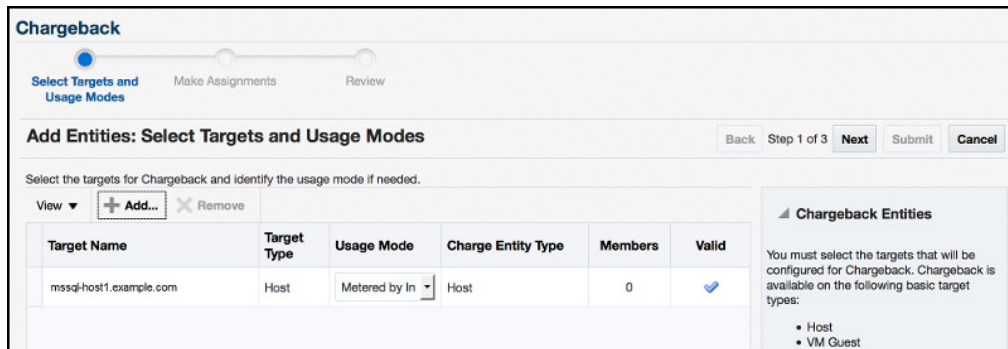 Chargeback
Select Targets and Usage Modes
Make Assignments
Review
Add Entities: Select Targets and Usage Modes
Back Step 1 of 3 Next Submit Cancel
Select the targets for Chargeback and identify the usage mode if needed.
View Add... Remove
Target Name Target Type Usage Mode Charge Entity Type Members Valid
mssql-host1.example.com Host Metered by In Host 0
Chargeback Entities
You must select the targets that will be
configured for Chargeback. Chargeback is
available on the following basic target
types:
• Host
• VM Guest